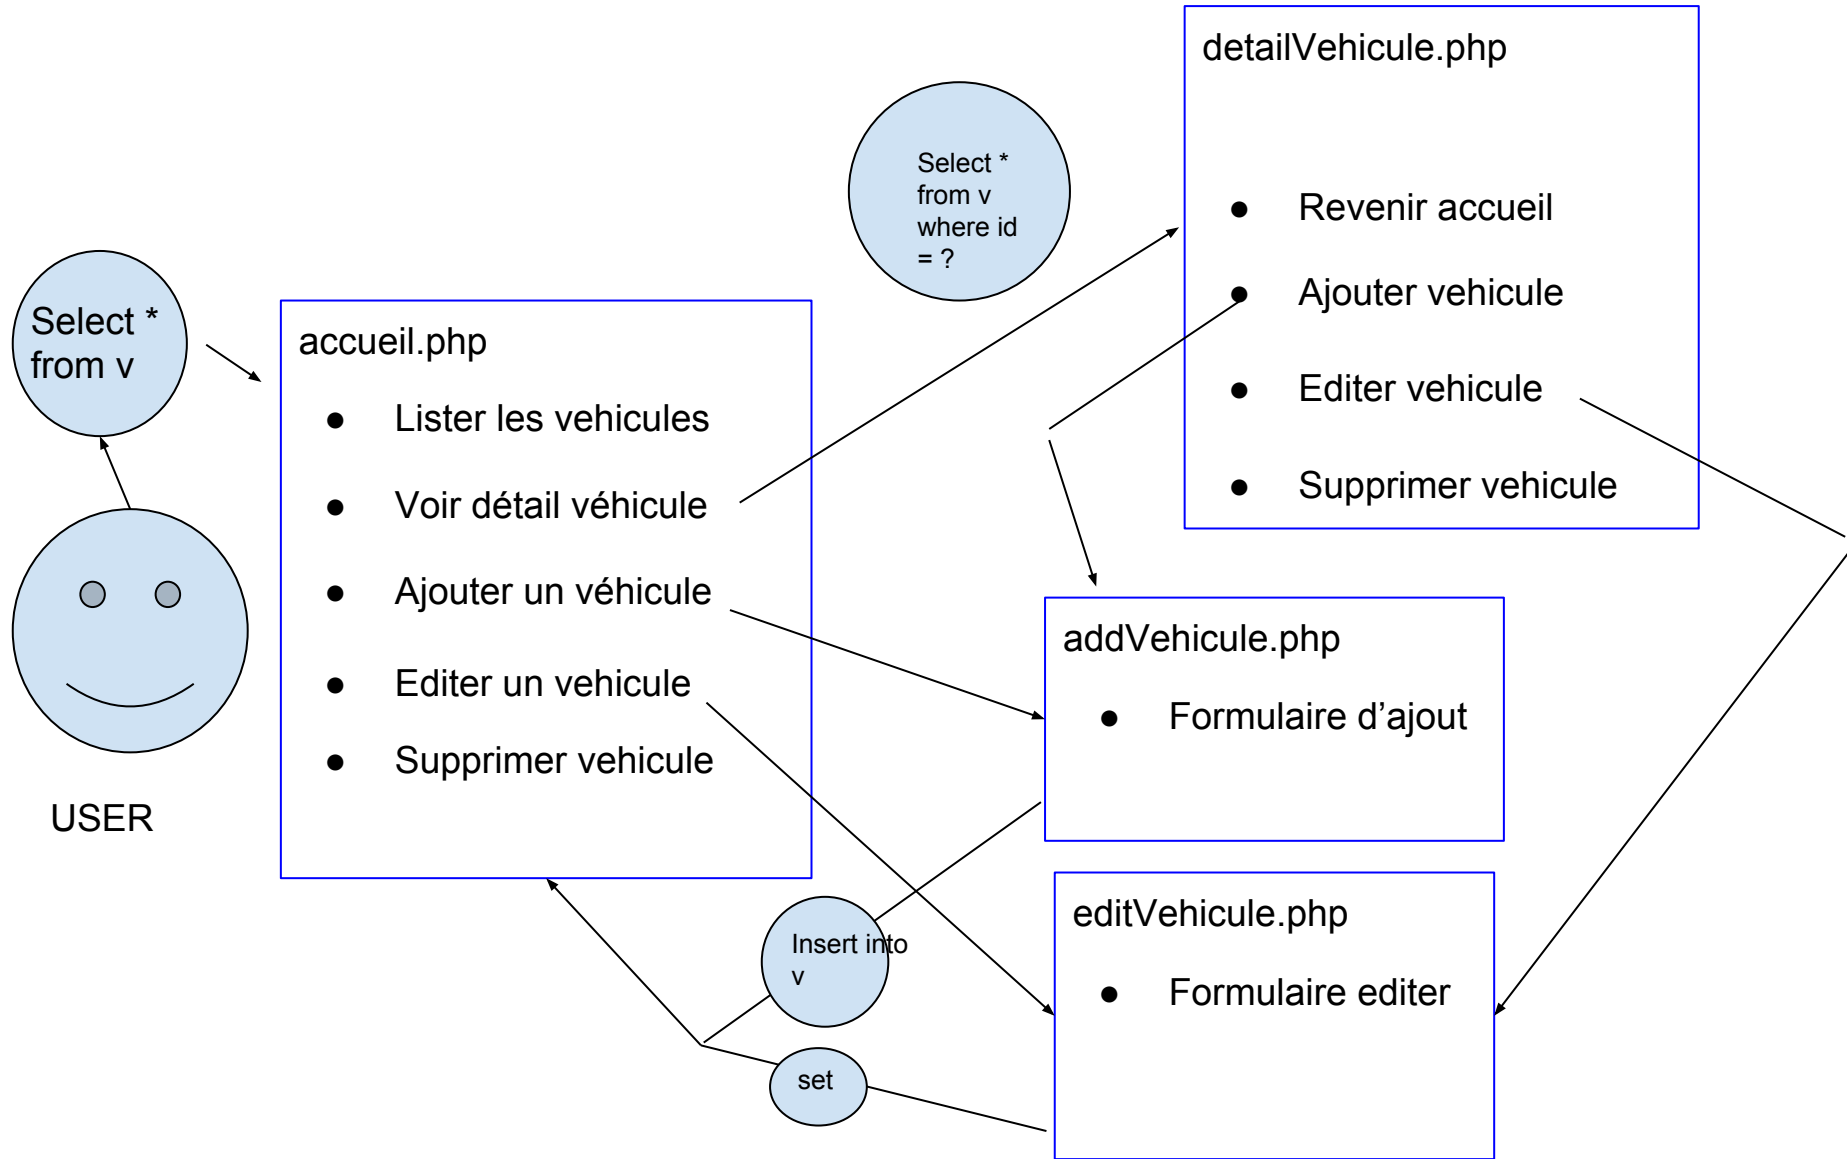 Select *
from v
USER
accueil.php
● Lister les vehicules
● Voir détail véhicule
● Ajouter un véhicule
● Editer un vehicule
● Supprimer vehicule
Select *
from v
where id
= ?
detailVehicule.php
● Revenir accueil
● Ajouter vehicule
● Editer vehicule
● Supprimer vehicule
addVehicule.php
● Formulaire d’ajout
Insert into
v
editVehicule.php
● Formulaire editer
set